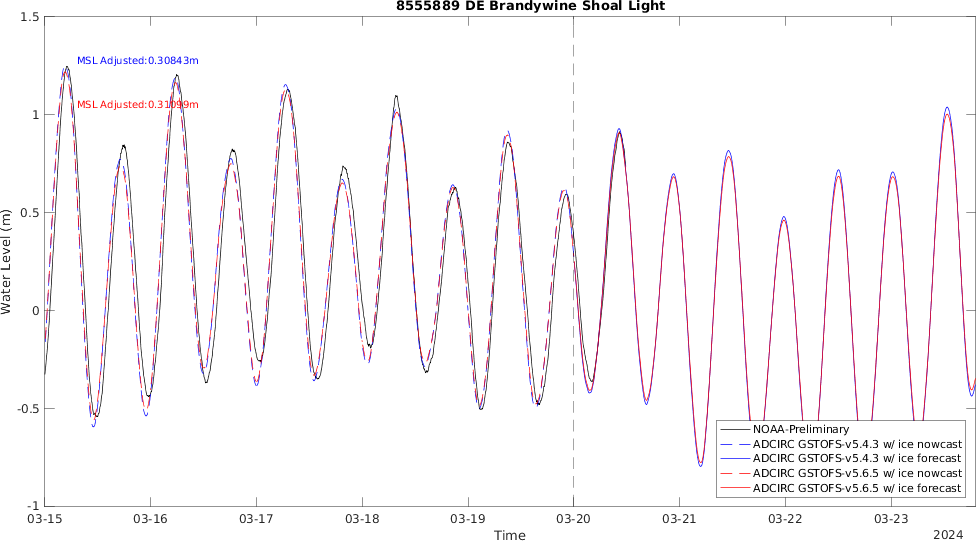 8555889 DE Brandywine Shoal Light
MSL Adjusted:0.30843m
MSL Adjusted:0.31099m
Water Level (m)
1.5
1
0.5
0
-0.5
-1
03-15 03-16 03-17 03-18 03-19 03-20 03-21 03-22 03-23
Time
2024
NOAA-Preliminary
ADCIRC GSTOFS-v5.4.3 w/ ice nowcast
ADCIRC GSTOFS-v5.4.3 w/ ice forecast
ADCIRC GSTOFS-v5.6.5 w/ ice nowcast
ADCIRC GSTOFS-v5.6.5 w/ ice forecast